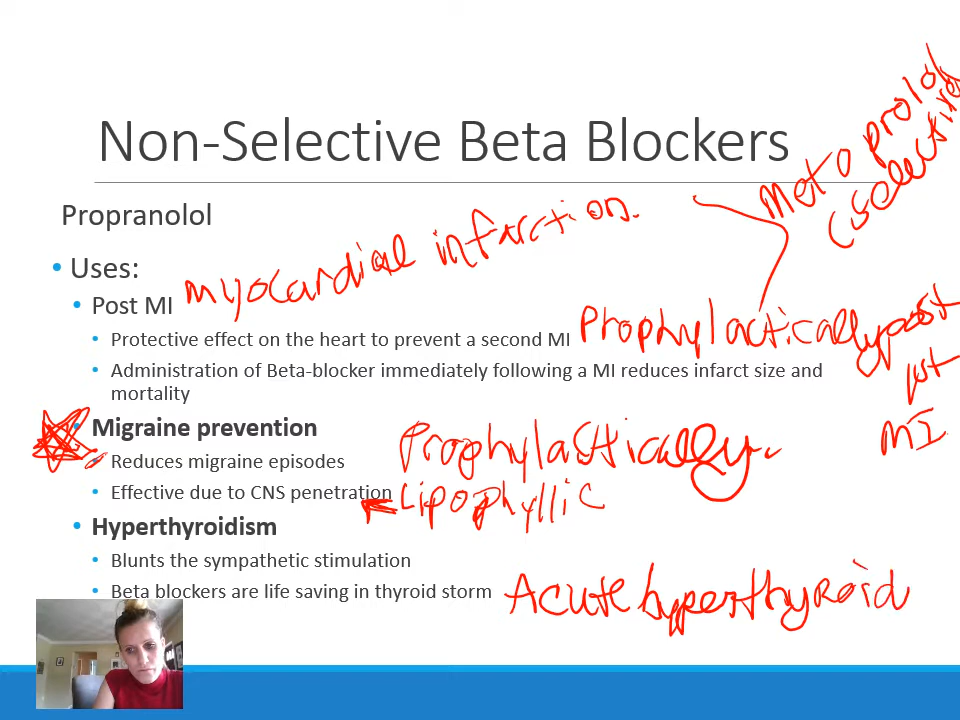 Non-Selective Beta Blockers
Metoprolol
(selective
Propranolol
• Uses:
myocardial infarction.
• Post MI
• Protective effect on the heart to prevent a second MI
Prophylactically post
• Administration of Beta-blocker immediately following a MI reduces infarct size and
mortality
1st
MI
• Migraine prevention
Prophylactically
• Reduces migraine episodes
• Effective due to CNS penetration
Lipophyllic
• Hyperthyroidism
• Blunts the sympathetic stimulation
• Beta blockers are life saving in thyroid storm
Acute hyperthyroid